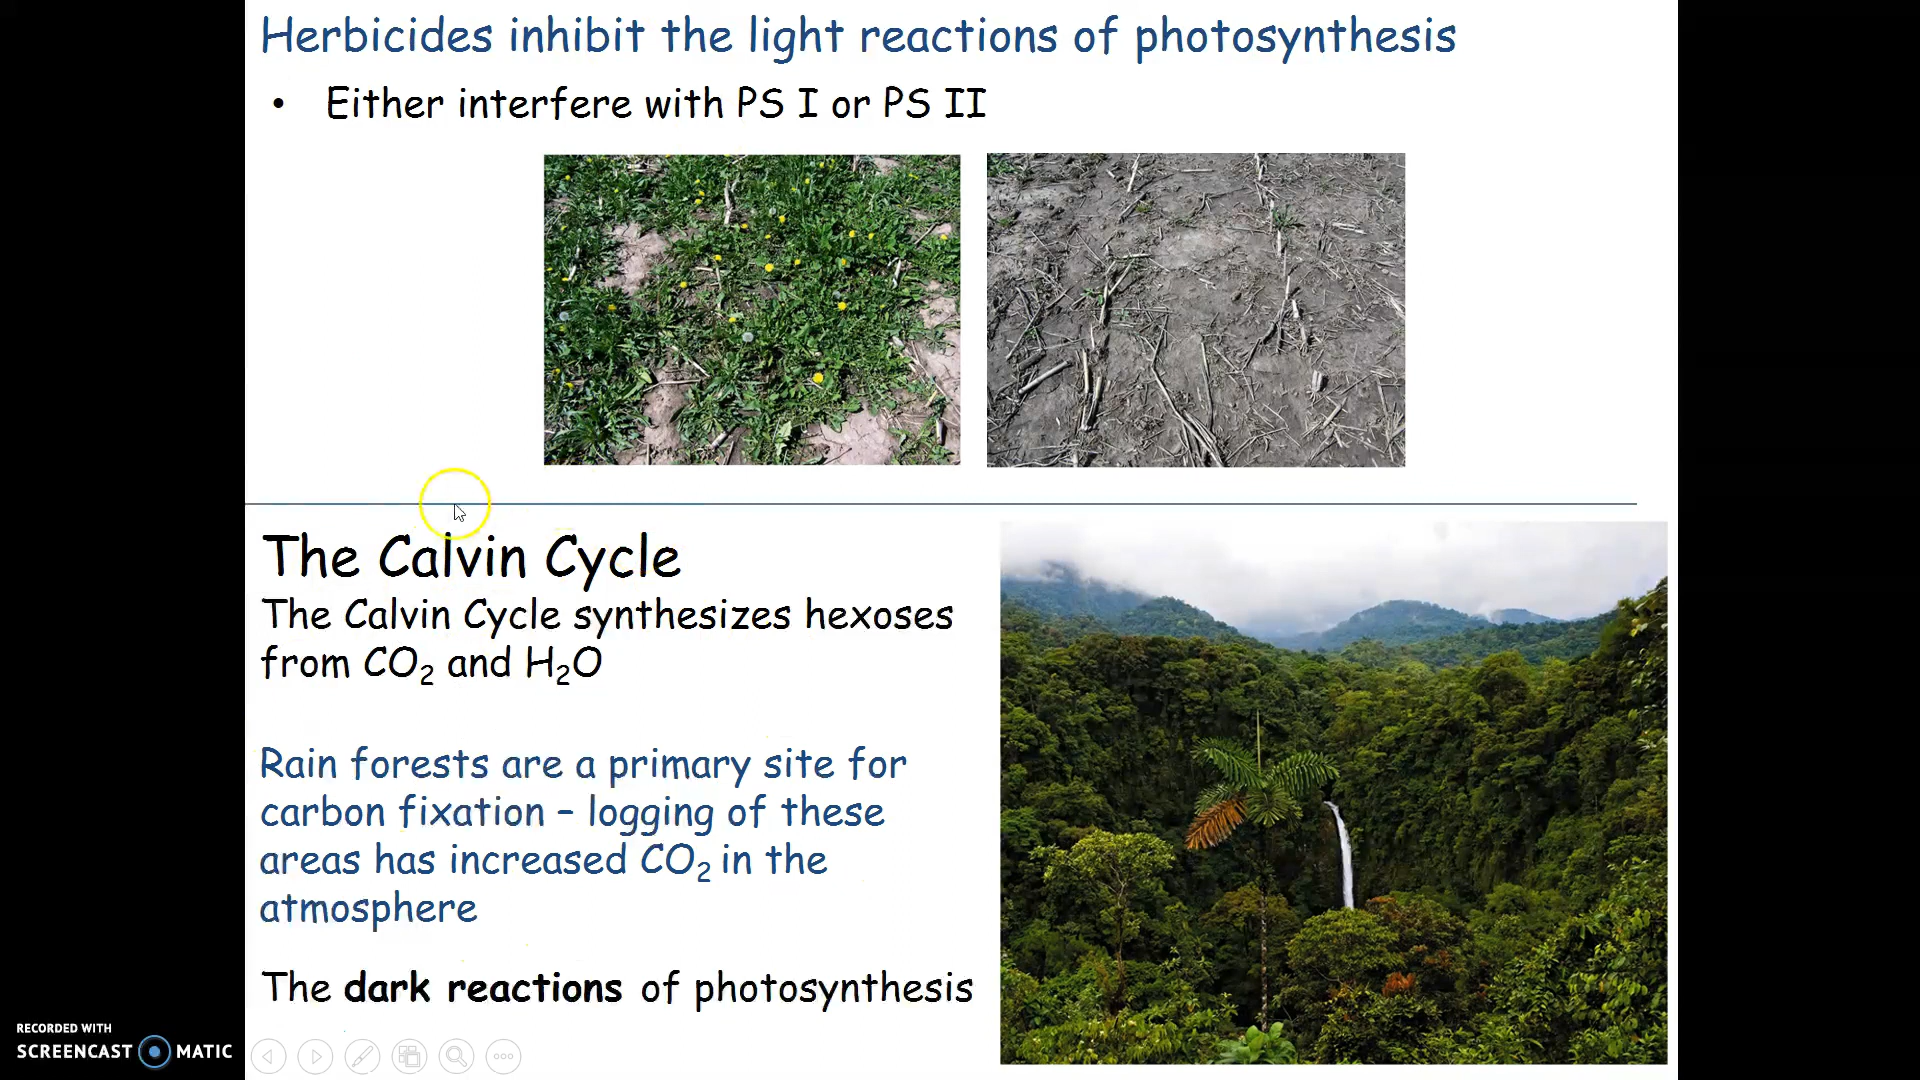 Herbicides inhibit the light reactions of photosynthesis
• Either interfere with PS I or PS II
The Calvin Cycle
The Calvin Cycle synthesizes hexoses
from CO₂ and H₂O
Rain forests are a primary site for
carbon fixation – logging of these
areas has increased CO₂ in the
atmosphere
The dark reactions of photosynthesis
RECORDED WITH
SCREENCAST MATIC